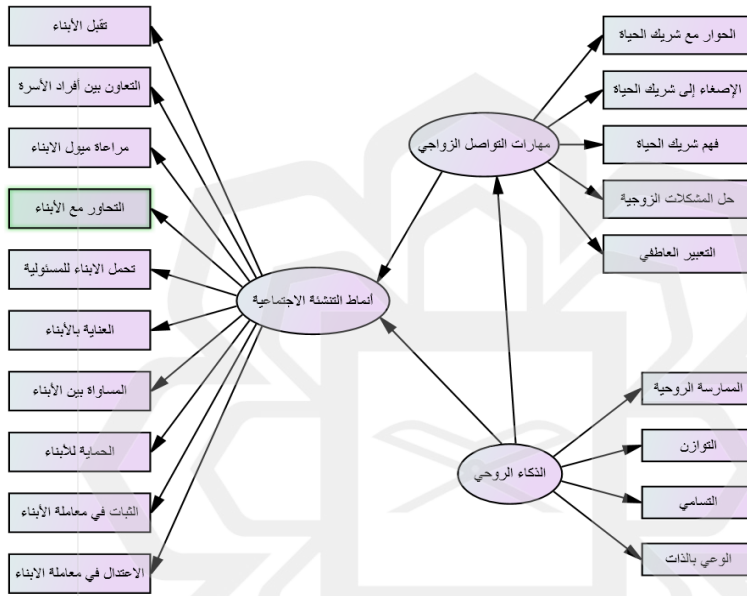 الحوار مع شريك الحياة
الإصغاء إلى شريك الحياة
فهم شريك الحياة
حل المشكلات الزوجية
التعبير العاطفي
مهارات التواصل الزواجي
الممارسة الروحية
التوازن
التسامي
الوعي بالذات
الذكاء الروحي
أنماط التنشئة الاجتماعية
تقبل الأبناء
التعاون بين أفراد الأسرة
مراعاة ميول الابناء
التحاور مع الأبناء
تحمل الابناء للمسئولية
العناية بالأبناء
المساواة بين الأبناء
الحماية للأبناء
الثبات في معاملة الأبناء
الاعتدال في معاملة الابناء